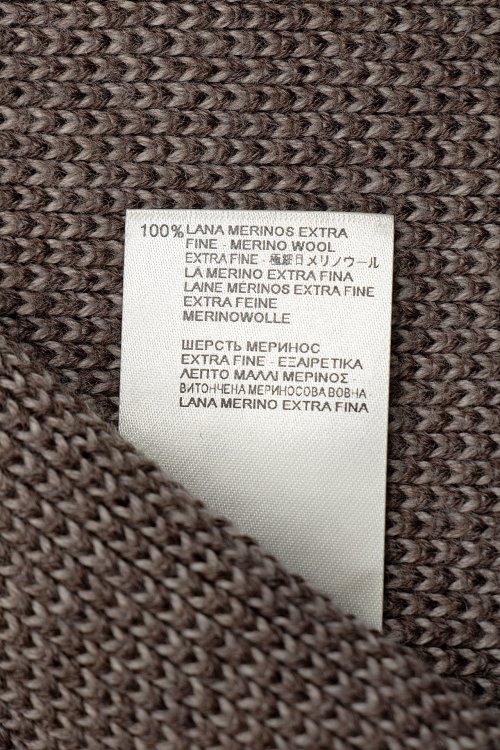 100% LANA MERINOS EXTRA
FINE - MERINO WOOL
EXTRA FINE - 極細目メリノウール
LA MERINO EXTRA FINA
LAINE MÉRINOS EXTRA FINE
EXTRA FEINE
MERINOWOLLE
ШЕРСТЬ МЕРИНОС
EXTRA FINE - ΕΞΑΙΡΕΤΙΚΑ
ΛΕΠΤΟ ΜΑΛΛΙ ΜΕΡΙΝΟΣ -
ВИТОНЧЕНА МЕРИНОСОВА ВОВНА
LANA MERINO EXTRA FINA